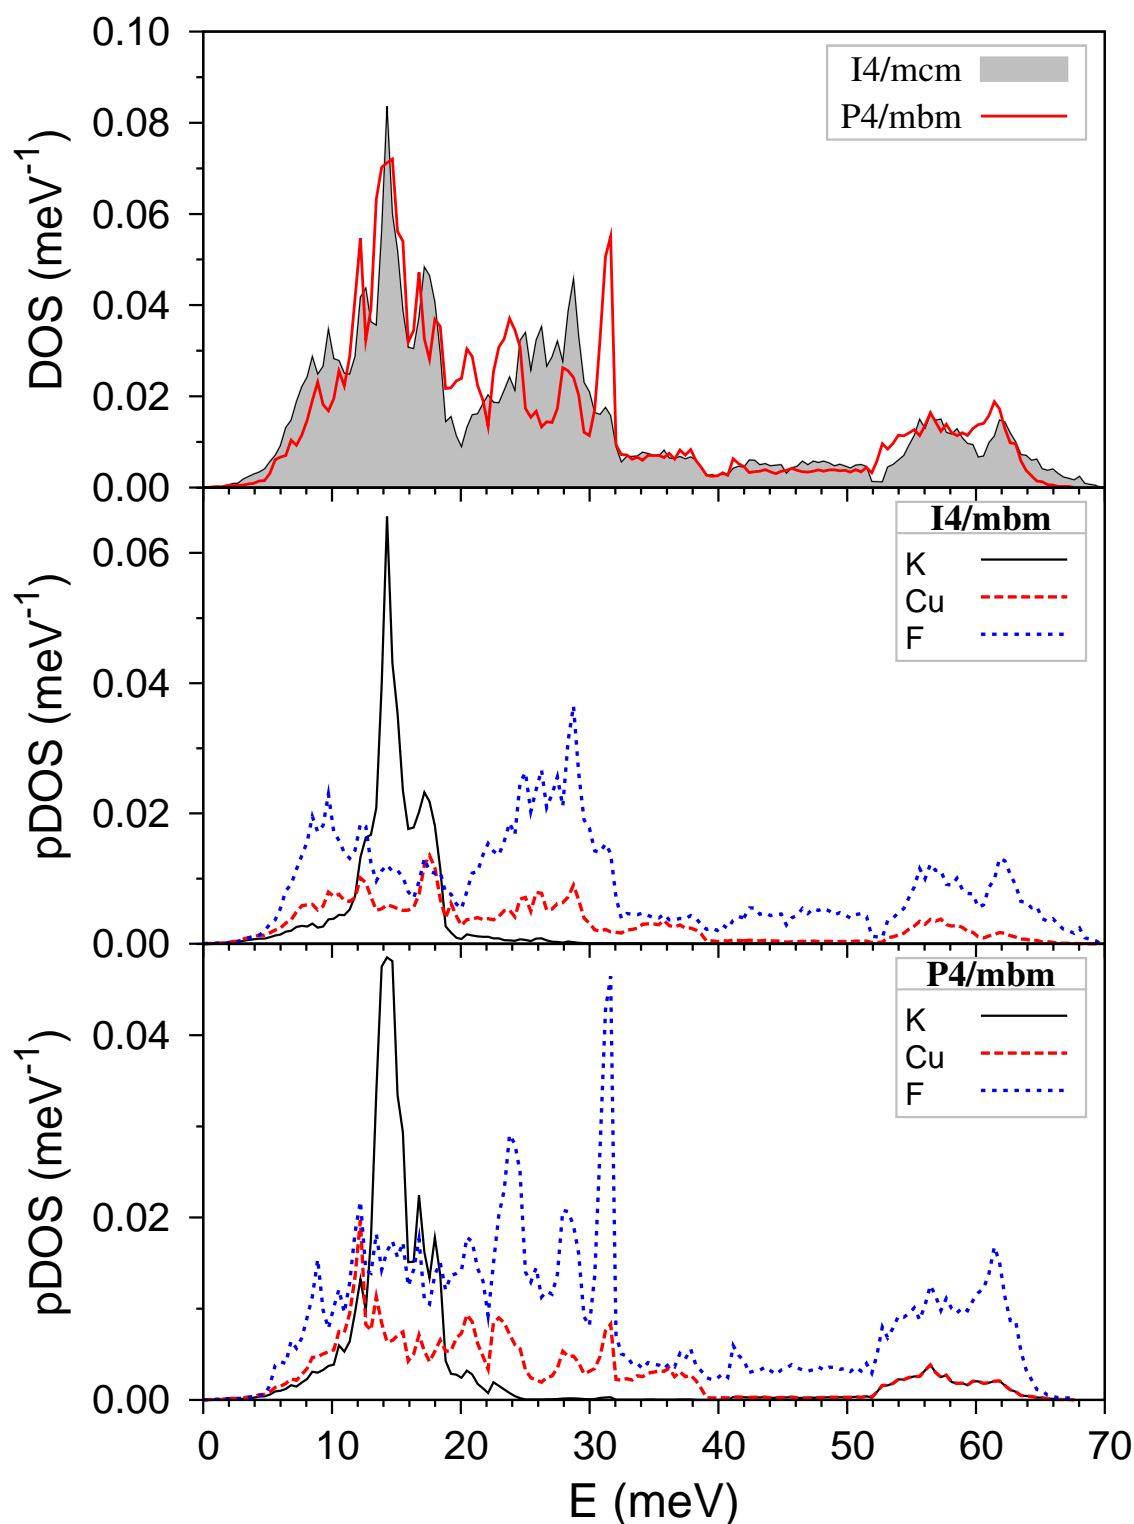 0.10
I4/mcm
P4/mbm
0.08
0.06
0.04
0.02
0.00
DOS (meV⁻¹)
I4/mbm
K
Cu
F
0.06
0.04
0.02
0.00
pDOS (meV⁻¹)
P4/mbm
K
Cu
F
0.04
0.02
0.00
pDOS (meV⁻¹)
0 10 20 30 40 50 60 70
E (meV)